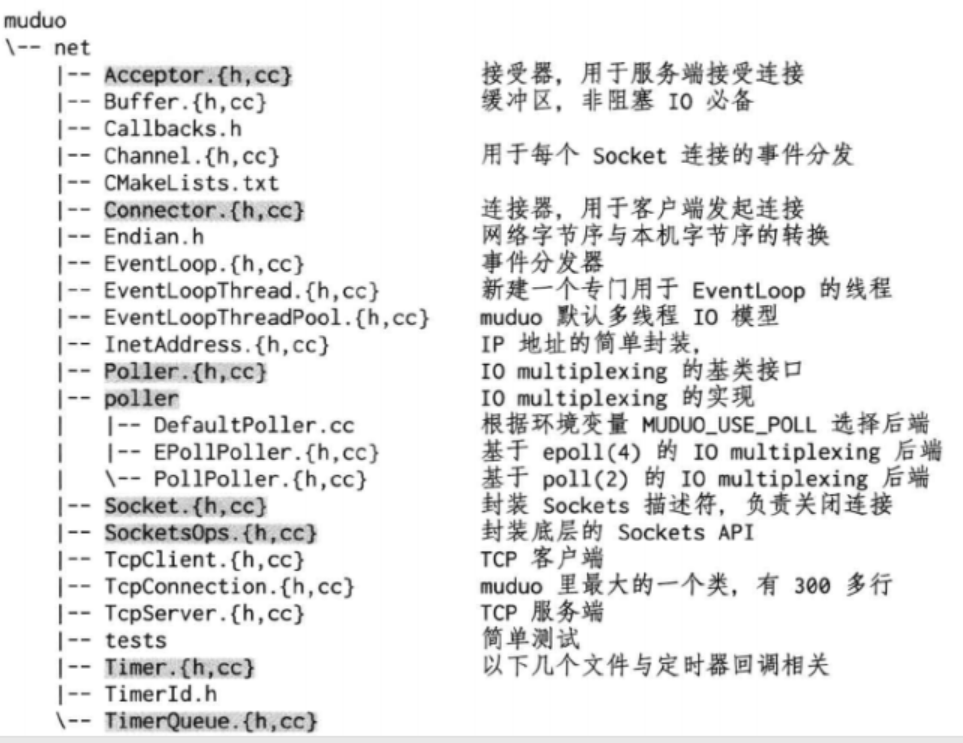 muduo
\-- net
|-- Acceptor.{h,cc} 接受器，用于服务端接受连接
|-- Buffer.{h,cc} 缓冲区，非阻塞 IO 必备
|-- Callbacks.h
|-- Channel.{h,cc} 用于每个 Socket 连接的事件分发
|-- CMakeLists.txt
|-- Connector.{h,cc} 连接器，用于客户端发起连接
|-- Endian.h 网络字节序与本机字节序的转换
|-- EventLoop.{h,cc} 事件分发器
|-- EventLoopThread.{h,cc} 新建一个专门用于 EventLoop 的线程
|-- EventLoopThreadPool.{h,cc} muduo 默认多线程 IO 模型
|-- InetAddress.{h,cc} IP 地址的简单封装，
|-- Poller.{h,cc} IO multiplexing 的基类接口
|-- poller IO multiplexing 的实现
| |-- DefaultPoller.cc 根据环境变量 MUDUO_USE_POLL 选择后端
| |-- EPollPoller.{h,cc} 基于 epoll(4) 的 IO multiplexing 后端
| \-- PollPoller.{h,cc} 基于 poll(2) 的 IO multiplexing 后端
|-- Socket.{h,cc} 封装 Sockets 描述符，负责关闭连接
|-- SocketsOps.{h,cc} 封装底层的 Sockets API
|-- TcpClient.{h,cc} TCP 客户端
|-- TcpConnection.{h,cc} muduo 里最大的一个类，有 300 多行
|-- TcpServer.{h,cc} TCP 服务端
|-- tests 简单测试
|-- Timer.{h,cc} 以下几个文件与定时器回调相关
|-- TimerId.h
\-- TimerQueue.{h,cc}